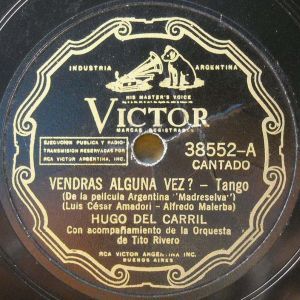 INDUSTRIA ARGENTINA
HIS MASTER'S VOICE
VICTOR
MARCAS REGISTRADAS
EJECUCION PUBLICA Y RADIO-
TRANSMISION RESERVADAS POR
RCA VICTOR ARGENTINA, INC.
38552-A
CANTADO
VENDRAS ALGUNA VEZ? - Tango
(De la película Argentina "Madreselva")
(Luis César Amadori - Alfredo Malerba)
HUGO DEL CARRIL
Con acompañamiento de la Orquesta
de Tito Rivero
RCA VICTOR ARGENTINA, INC.
BUENOS AIRES